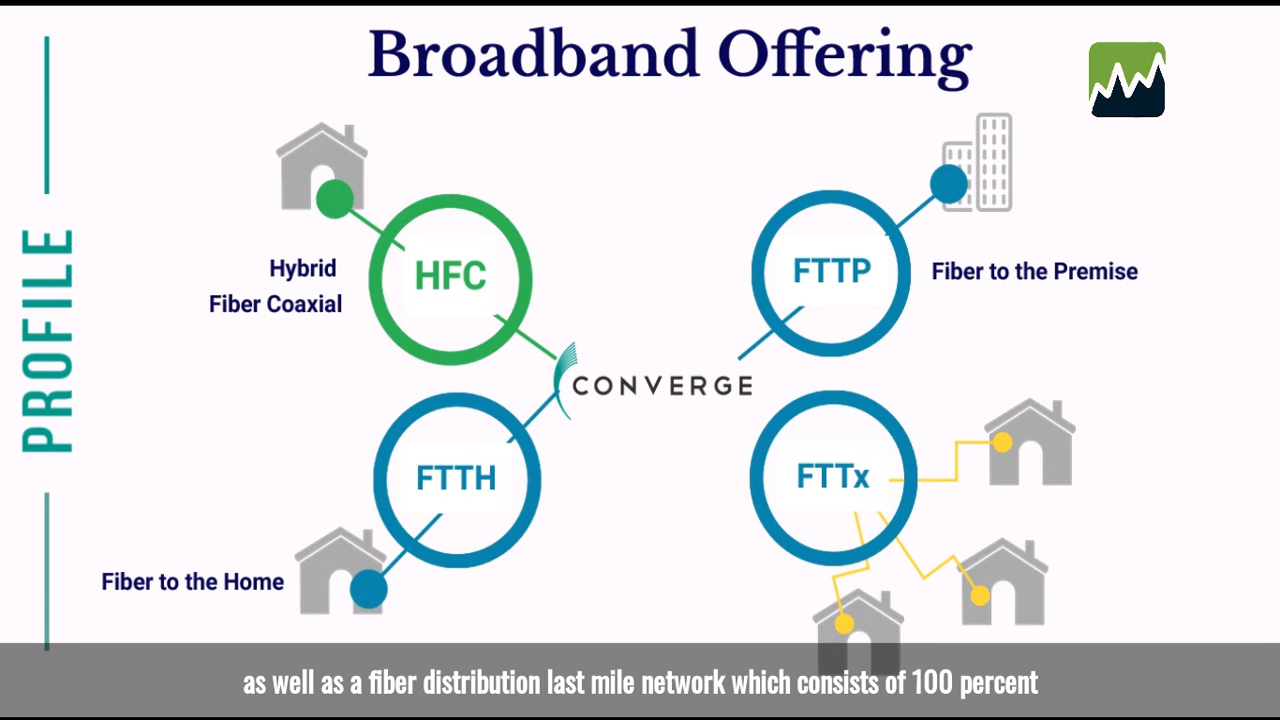 Broadband Offering
PROFILE
HFC
Hybrid
Fiber Coaxial
FTTP
Fiber to the Premise
CONVERGE
FTTH
Fiber to the Home
FTTx
as well as a fiber distribution last mile network which consists of 100 percent